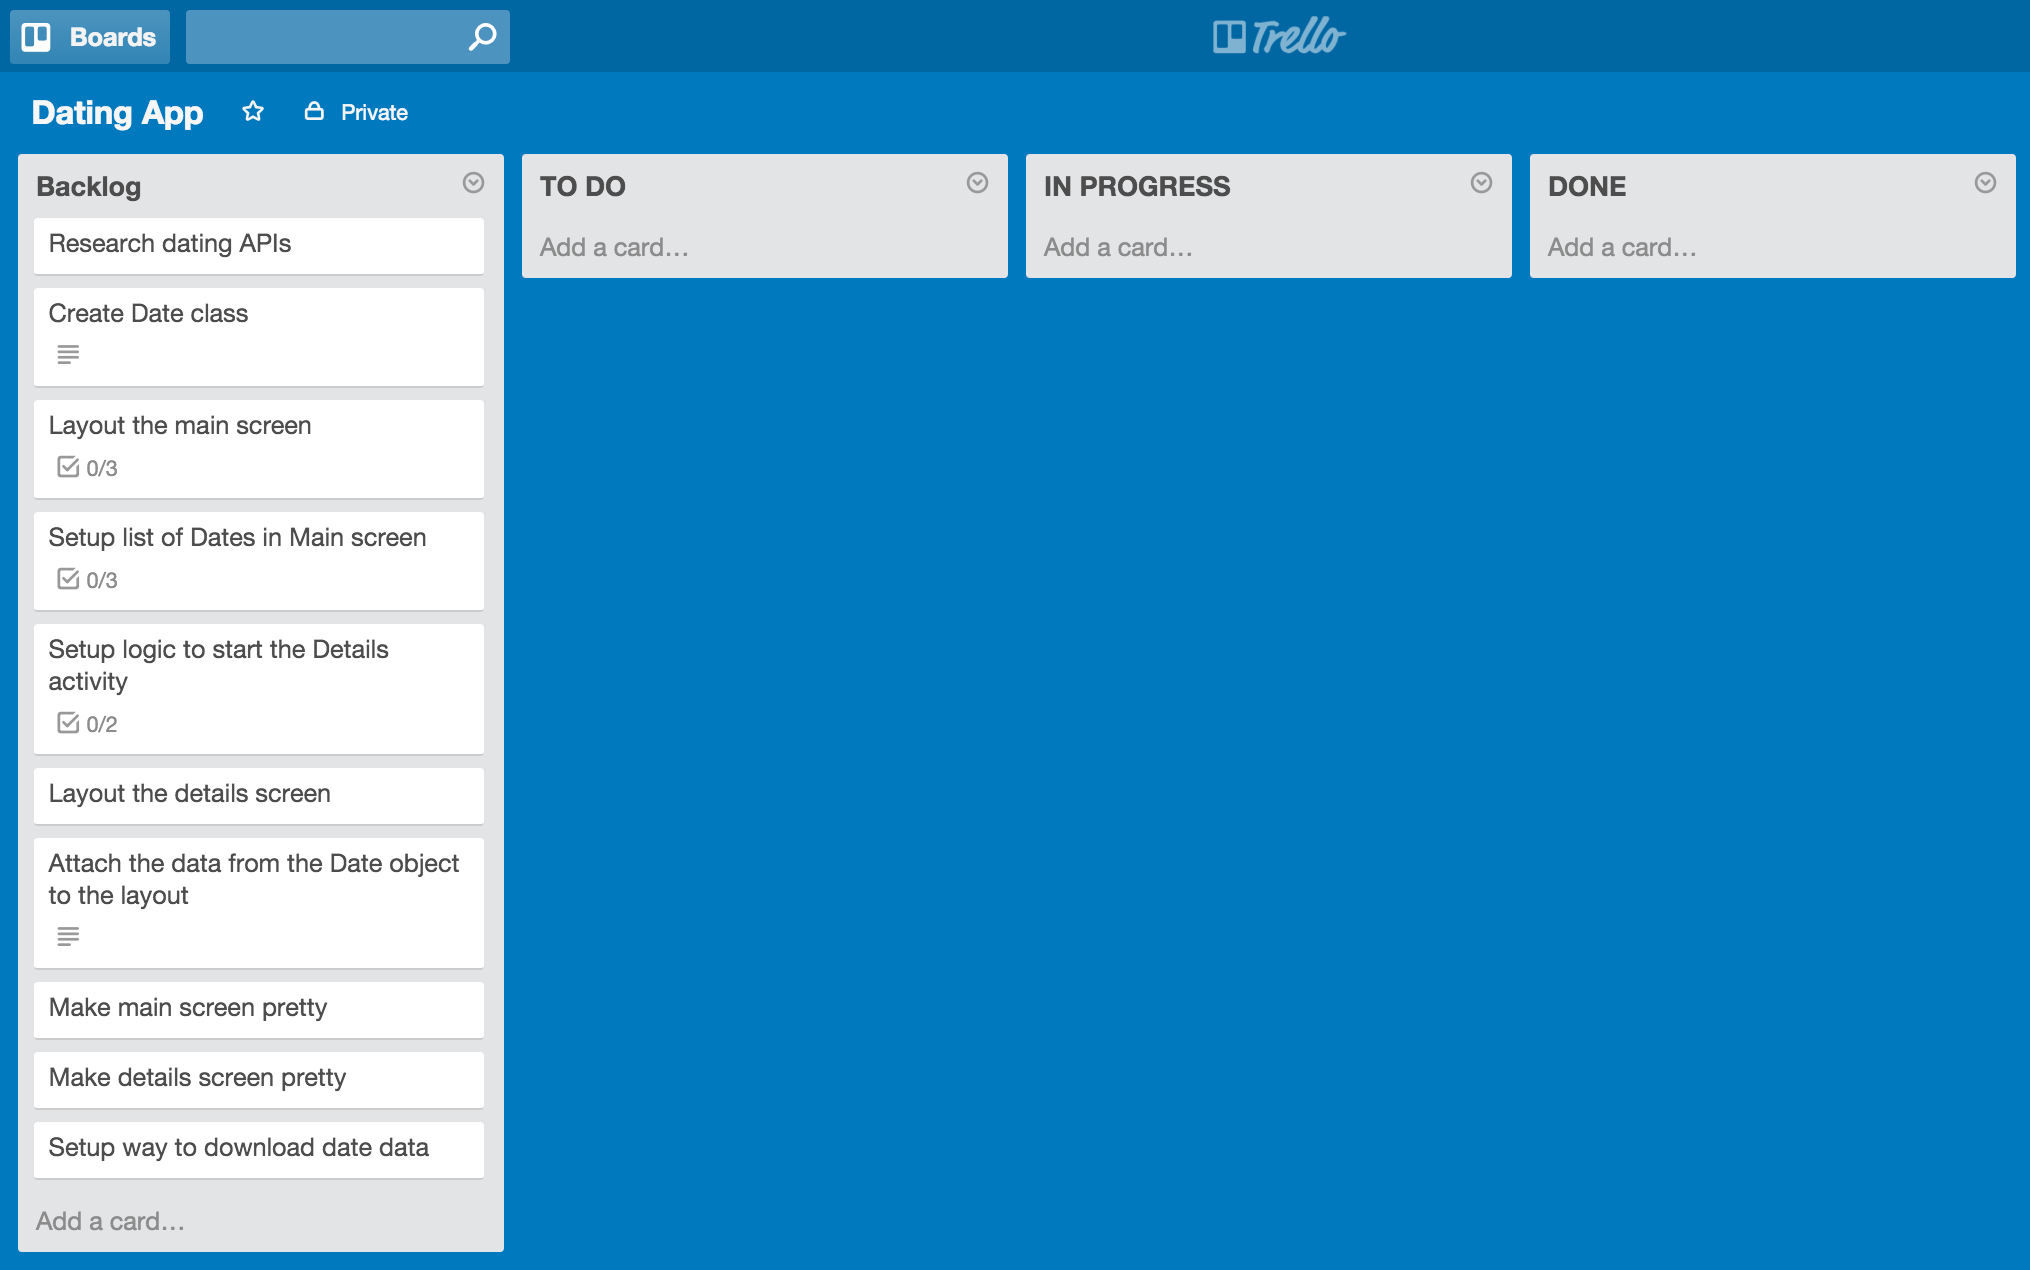 Boards
Trello
Dating App
Private
Backlog
Research dating APIs
Create Date class
Layout the main screen
0/3
Setup list of Dates in Main screen
0/3
Setup logic to start the Details
activity
0/2
Layout the details screen
Attach the data from the Date object
to the layout
Make main screen pretty
Make details screen pretty
Setup way to download date data
Add a card…
TO DO
Add a card…
IN PROGRESS
Add a card…
DONE
Add a card…